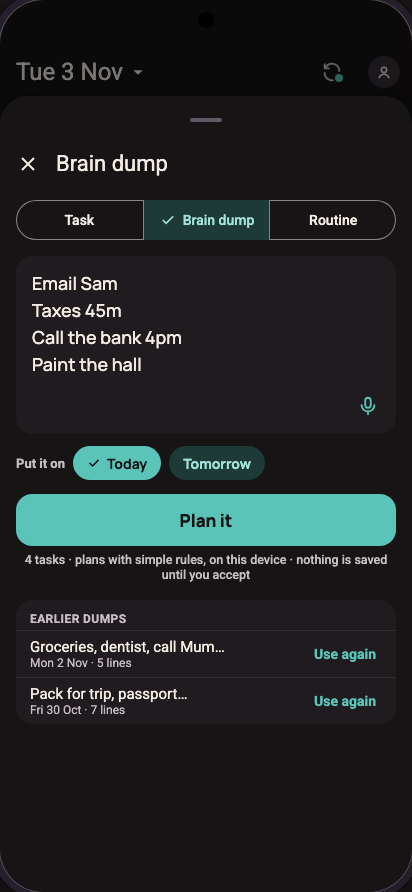 Tue 3 Nov
Brain dump
Task
Brain dump
Routine
Email Sam
Taxes 45m
Call the bank 4pm
Paint the hall
Put it on
Today
Tomorrow
Plan it
4 tasks · plans with simple rules, on this device · nothing is saved
until you accept
EARLIER DUMPS
Groceries, dentist, call Mum…
Use again
Mon 2 Nov · 5 lines
Pack for trip, passport…
Use again
Fri 30 Oct · 7 lines